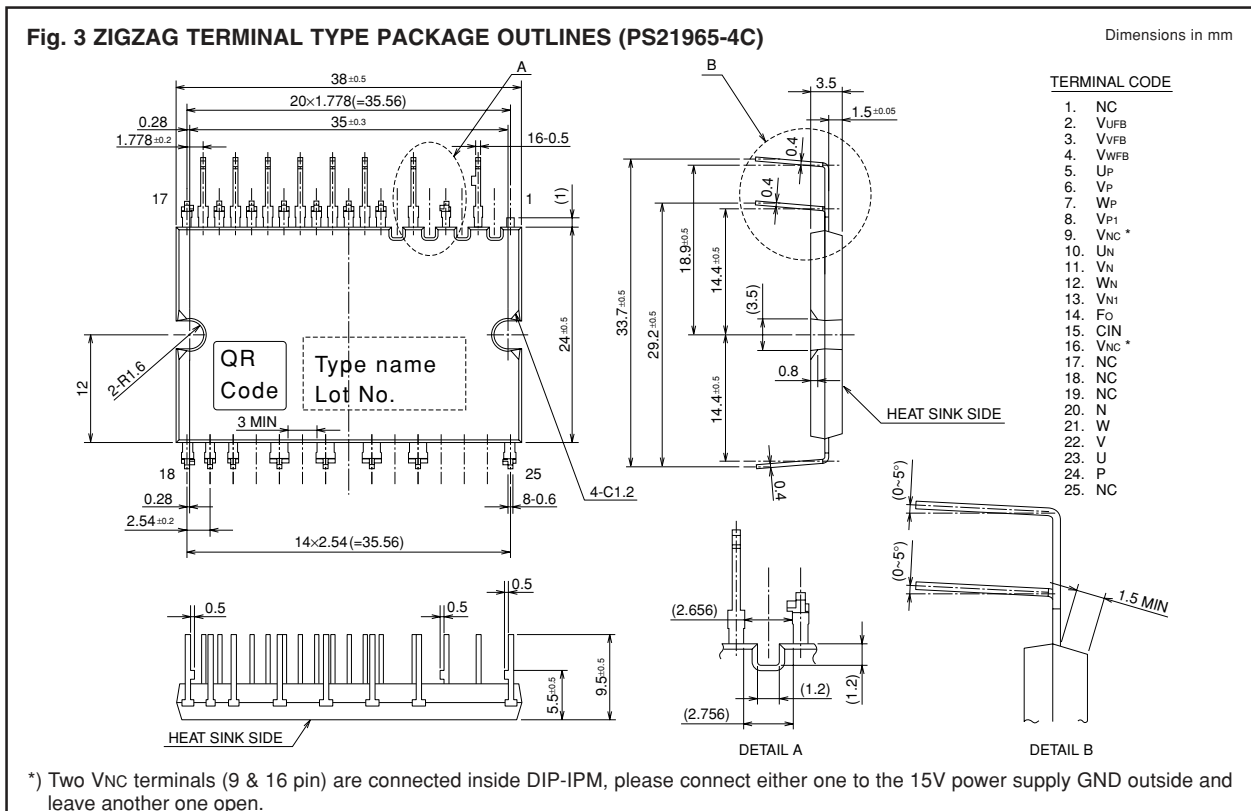 Fig. 3 ZIGZAG TERMINAL TYPE PACKAGE OUTLINES (PS21965-4C)
Dimensions in mm
A
38±0.5
20×1.778(=35.56)
0.28
35±0.3
1.778±0.2
16-0.5
17
1
(1)
24±0.5
12
2-R1.6
QR
Code
Type name
Lot No.
3 MIN
18
25
0.28
2.54±0.2
4-C1.2
8-0.6
14×2.54(=35.56)
B
3.5
1.5±0.05
0.4
0.4
33.7±0.5
29.2±0.5
18.9±0.5
14.4±0.5
(3.5)
0.8
14.4±0.5
HEAT SINK SIDE
0.4
TERMINAL CODE
1. NC
2. VUFB
3. VVFB
4. VWFB
5. UP
6. VP
7. WP
8. VP1
9. VNC *
10. UN
11. VN
12. WN
13. VN1
14. FO
15. CIN
16. VNC *
17. NC
18. NC
19. NC
20. N
21. W
22. V
23. U
24. P
25. NC
0.5
0.5
0.5
5.5±0.5
9.5±0.5
HEAT SINK SIDE
(2.656)
(1.2)
(1.2)
(2.756)
DETAIL A
(0~5°)
(0~5°)
1.5 MIN
DETAIL B
*) Two VNC terminals (9 & 16 pin) are connected inside DIP-IPM, please connect either one to the 15V power supply GND outside and
leave another one open.